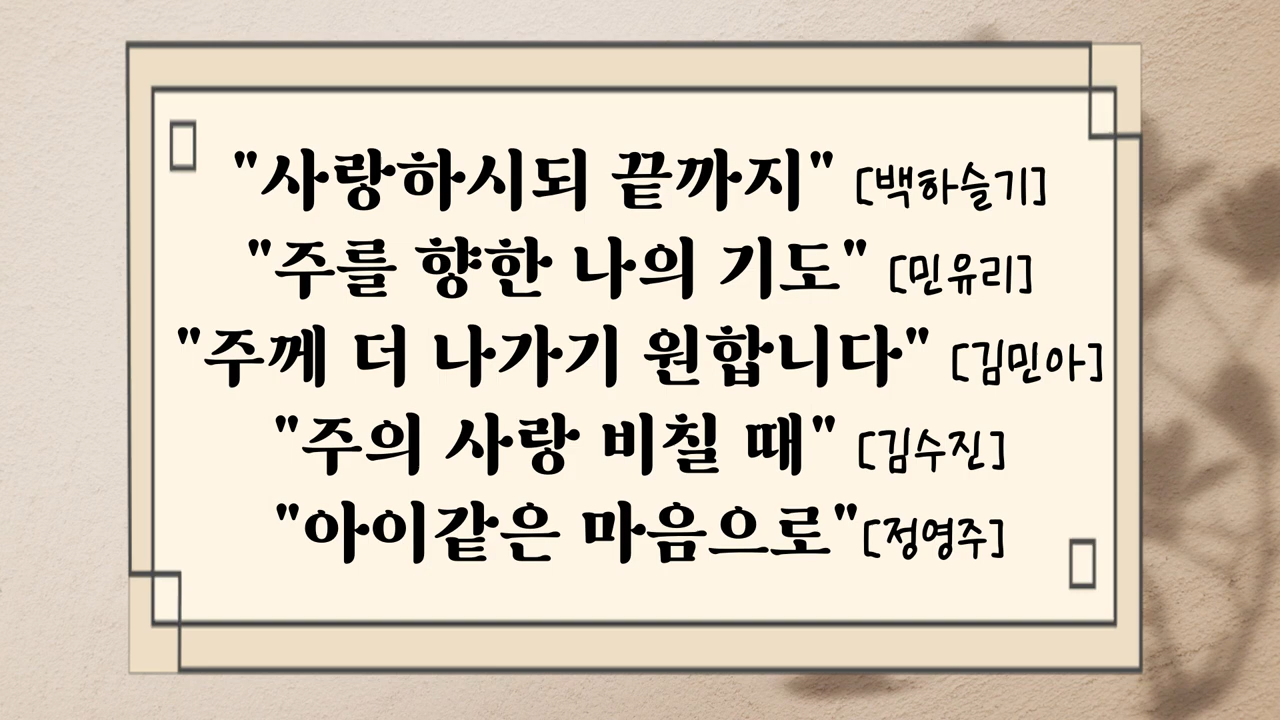 "사랑하시되 끝까지" [백하슬기]
"주를 향한 나의 기도" [민유리]
"주께 더 나가기 원합니다" [김민아]
"주의 사랑 비칠 때" [김수진]
"아이같은 마음으로"[정영주]